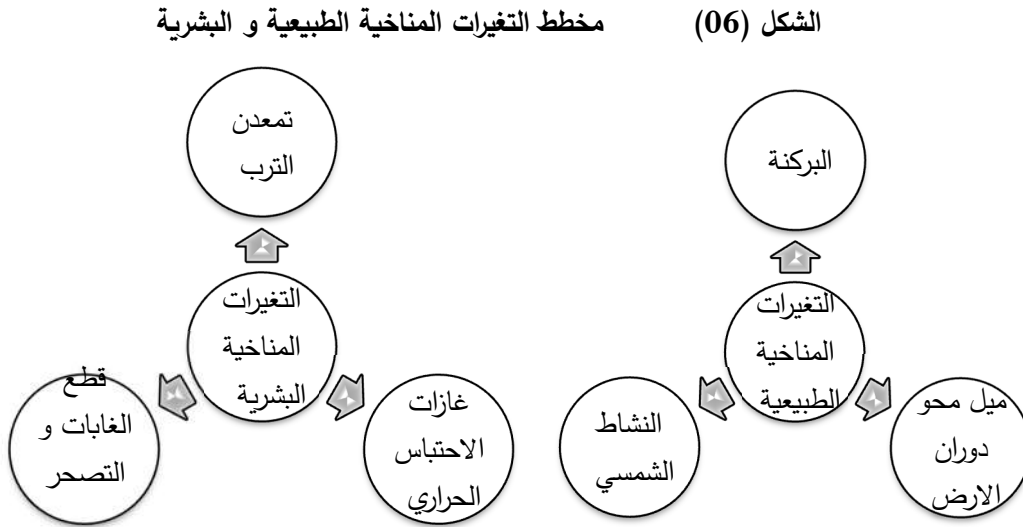 الشكل (06) مخطط التغيرات المناخية الطبيعية و البشرية
البركنة
التغيرات
المناخية
الطبيعية
ميل محو
دوران
الارض
النشاط
الشمسي
تمعدن
الترب
التغيرات
المناخية
البشرية
غازات
الاحتباس
الحراري
قطع
الغابات و
التصحر